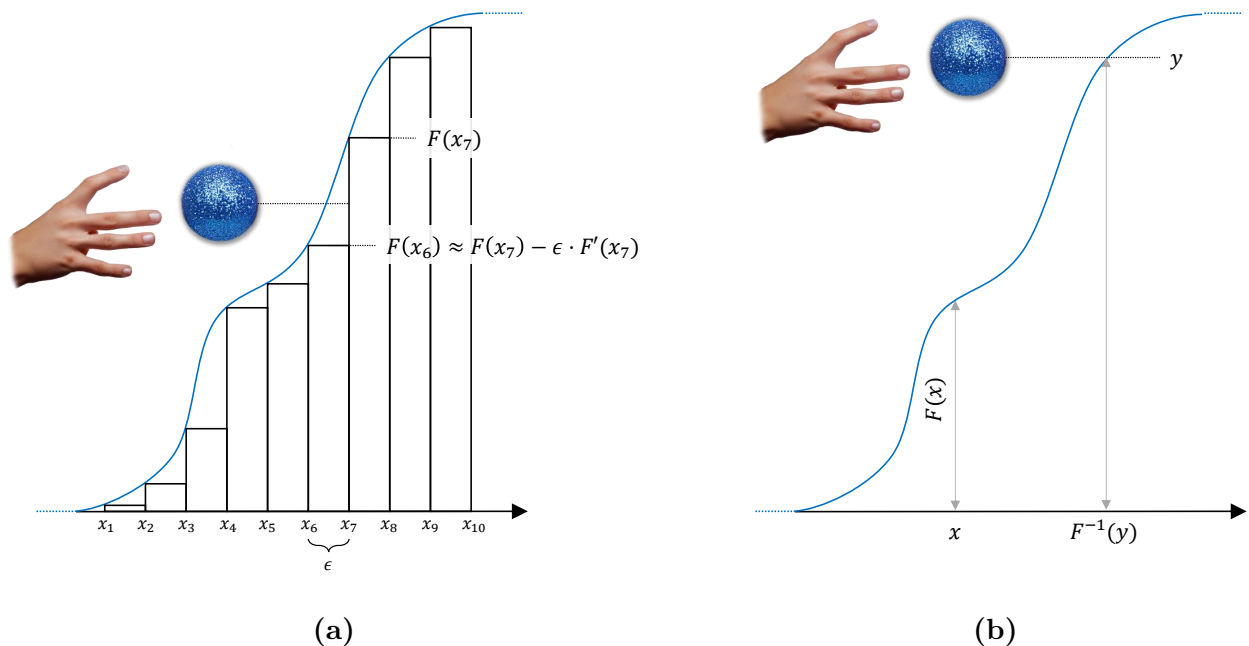 F(x₇)
F(x₆) ≈ F(x₇) − ϵ · F′(x₇)
x₁ x₂ x₃ x₄ x₅ x₆ x₇ x₈ x₉ x₁₀
ϵ
(a)
y
F(x)
x F⁻¹(y)
(b)